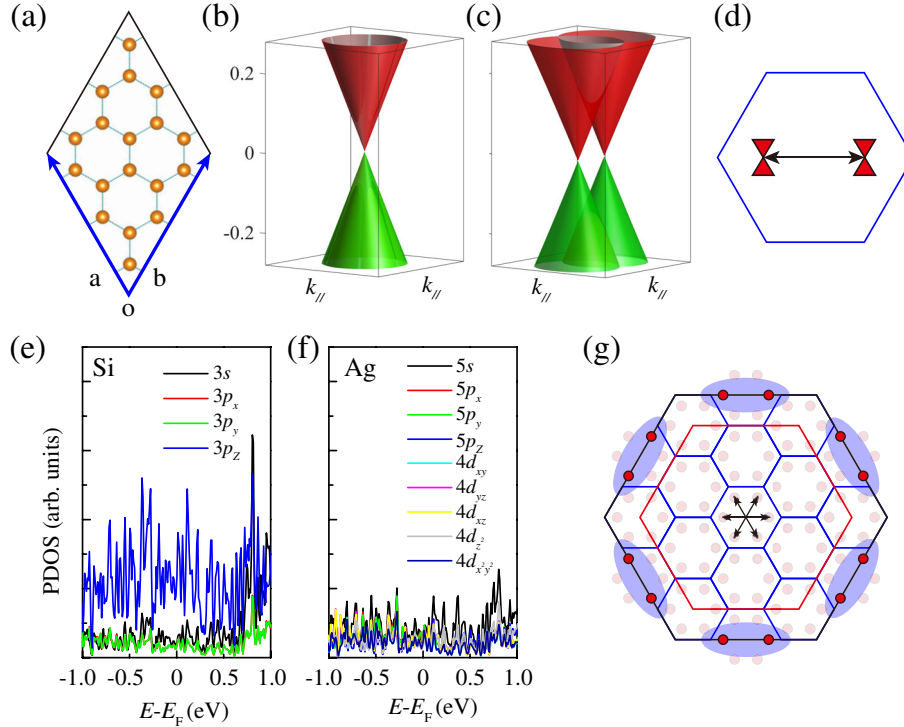 (a)
a
b
o
(b)
0.2
0
-0.2
k//
k//
(c)
k//
k//
(d)
(e)
Si
3s
3px
3py
3pZ
PDOS (arb. units)
-1.0 -0.5 0 0.5 1.0
E-EF (eV)
(f)
Ag
5s
5px
5py
5pZ
4dxy
4dyz
4dxz
4dz²
4dx²y²
-1.0 -0.5 0 0.5 1.0
E-EF (eV)
(g)